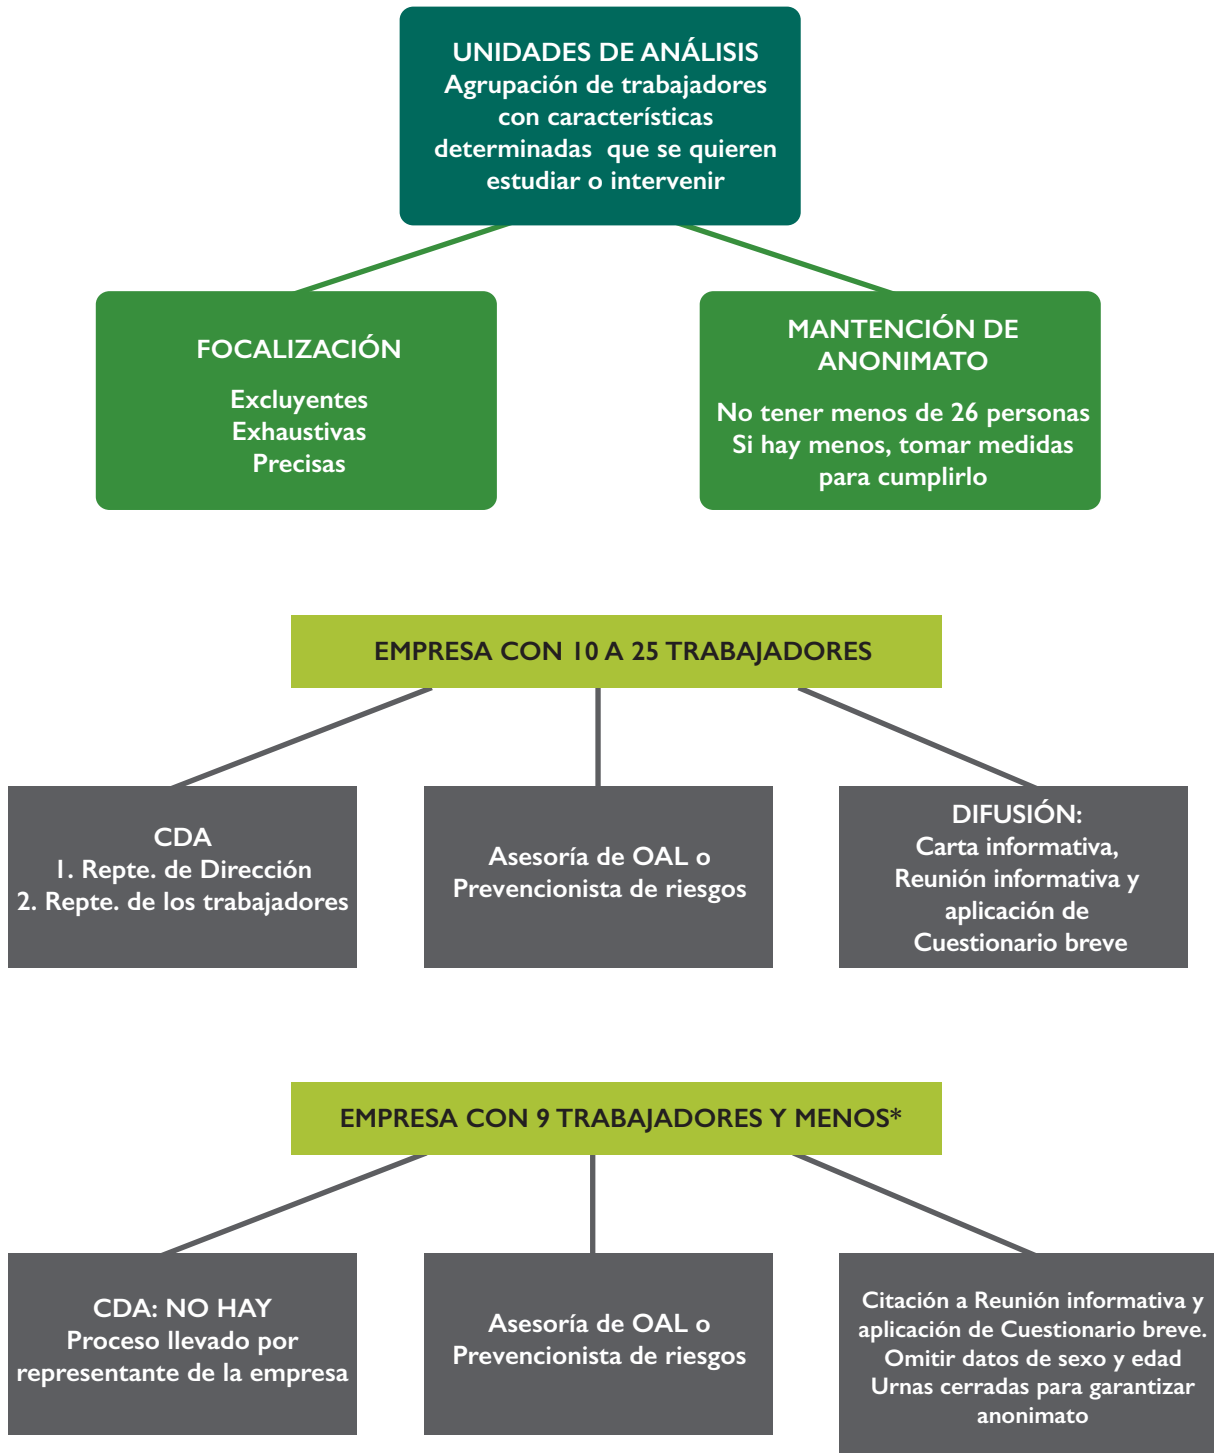 UNIDADES DE ANÁLISIS
Agrupación de trabajadores
con características
determinadas que se quieren
estudiar o intervenir
FOCALIZACIÓN
Excluyentes
Exhaustivas
Precisas
MANTENCIÓN DE
ANONIMATO
No tener menos de 26 personas
Si hay menos, tomar medidas
para cumplirlo
EMPRESA CON 10 A 25 TRABAJADORES
CDA
1. Repte. de Dirección
2. Repte. de los trabajadores
Asesoría de OAL o
Prevencionista de riesgos
DIFUSIÓN:
Carta informativa,
Reunión informativa y
aplicación de
Cuestionario breve
EMPRESA CON 9 TRABAJADORES Y MENOS*
CDA: NO HAY
Proceso llevado por
representante de la empresa
Asesoría de OAL o
Prevencionista de riesgos
Citación a Reunión informativa y
aplicación de Cuestionario breve.
Omitir datos de sexo y edad
Urnas cerradas para garantizar
anonimato